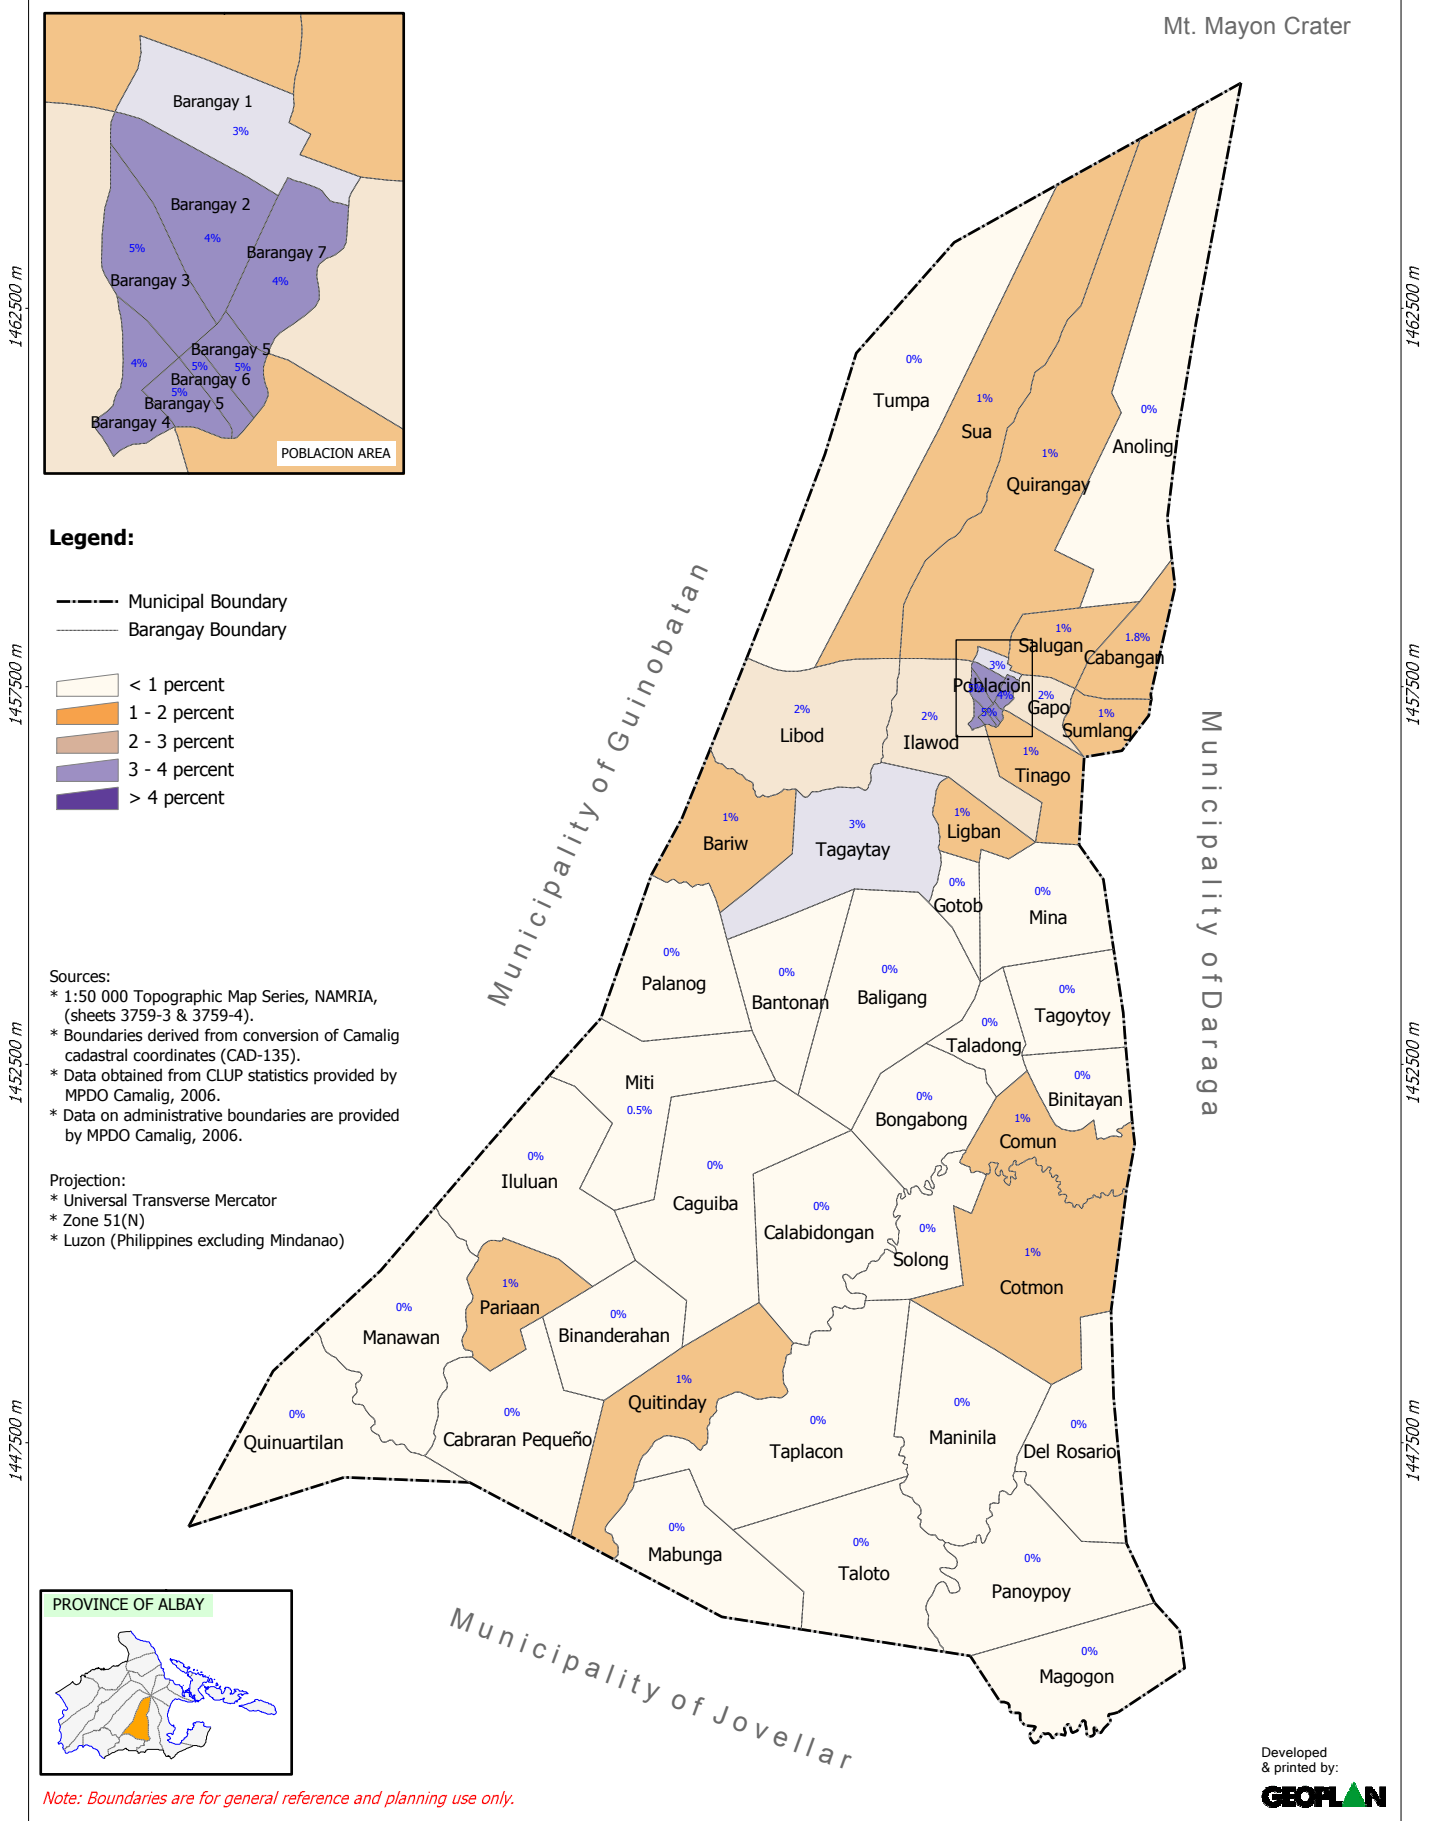 Mt. Mayon Crater
Barangay 1
3%
Barangay 2
4%
5%
Barangay 7
4%
Barangay 3
Barangay 5
4%
5%
5%
Barangay 6
5%
Barangay 5
Barangay 4
POBLACION AREA
Legend:
Municipal Boundary
Barangay Boundary
< 1 percent
1 - 2 percent
2 - 3 percent
3 - 4 percent
> 4 percent
Sources:
* 1:50 000 Topographic Map Series, NAMRIA,
(sheets 3759-3 & 3759-4).
* Boundaries derived from conversion of Camalig
cadastral coordinates (CAD-135).
* Data obtained from CLUP statistics provided by
MPDO Camalig, 2006.
* Data on administrative boundaries are provided
by MPDO Camalig, 2006.
Projection:
* Universal Transverse Mercator
* Zone 51(N)
* Luzon (Philippines excluding Mindanao)
1462500 m
1457500 m
1452500 m
1447500 m
1462500 m
1457500 m
1452500 m
1447500 m
Municipality of Guinobatan
Municipality of Daraga
Municipality of Jovellar
0%
Tumpa
1%
Sua
1%
Quirangay
0%
Anoling
1%
Salugan
1.8%
Cabangan
3%
Poblacion
4%
5%
2%
Gapo
1%
Sumlang
2%
Libod
2%
Ilawod
1%
Tinago
1%
Bariw
3%
Tagaytay
1%
Ligban
0%
Gotob
0%
Mina
0%
Palanog
0%
Bantonan
0%
Baligang
0%
Tagoytoy
0%
Taladong
Miti
0.5%
0%
Bongabong
0%
Binitayan
1%
Comun
0%
Iluluan
0%
Caguiba
0%
Calabidongan
0%
Solong
1%
Cotmon
1%
Pariaan
0%
Manawan
0%
Binanderahan
1%
Quitinday
0%
Quinuartilan
0%
Cabraran Pequeño
0%
Taplacon
0%
Maninila
0%
Del Rosario
0%
Mabunga
0%
Taloto
0%
Panoypoy
0%
Magogon
PROVINCE OF ALBAY
Note: Boundaries are for general reference and planning use only.
Developed
& printed by:
GEOPLAN